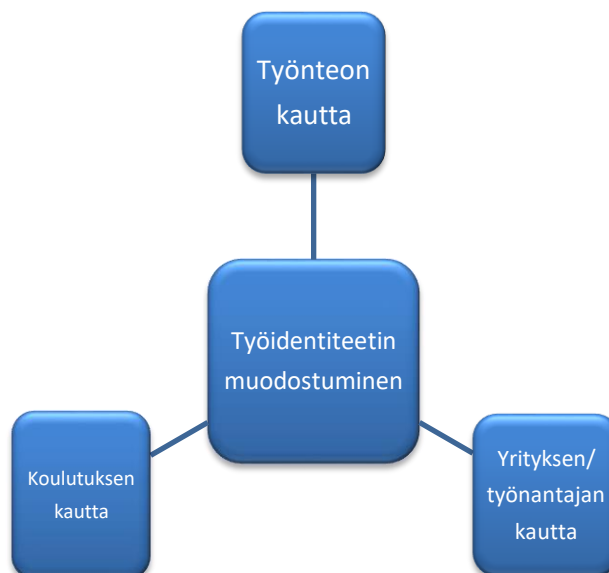 Työnteon
kautta
Työidentiteetin
muodostuminen
Koulutuksen
kautta
Yrityksen/
työnantajan
kautta